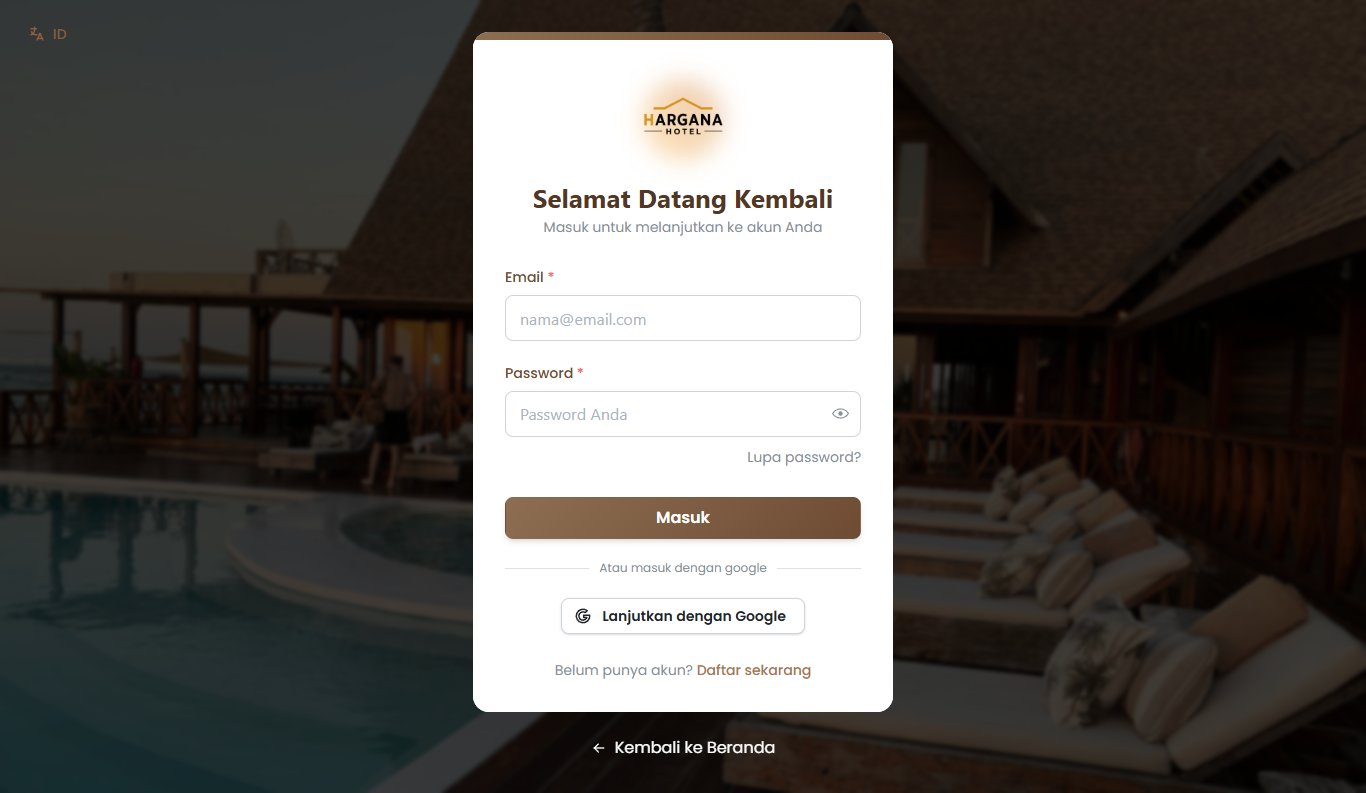 ID
HARGANA
HOTEL
Selamat Datang Kembali
Masuk untuk melanjutkan ke akun Anda
Email *
nama@email.com
Password *
Password Anda
Lupa password?
Masuk
Atau masuk dengan google
Lanjutkan dengan Google
Belum punya akun? Daftar sekarang
← Kembali ke Beranda